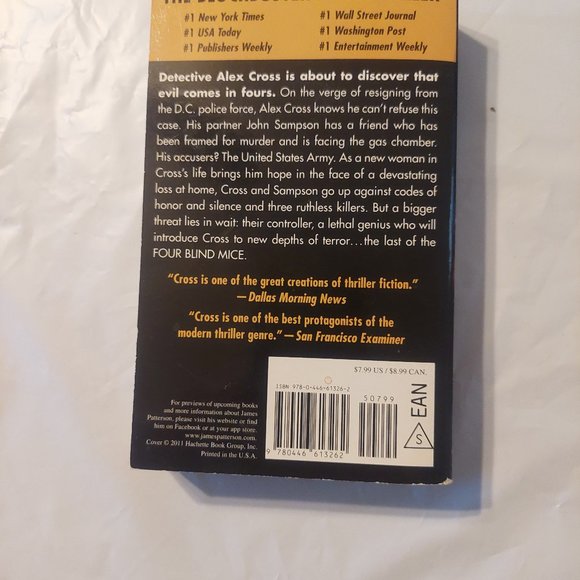 #1 New York Times
#1 Wall Street Journal
#1 USA Today
#1 Washington Post
#1 Publishers Weekly
#1 Entertainment Weekly
Detective Alex Cross is about to discover that
evil comes in fours. On the verge of resigning
from the D.C. police force, Alex Cross knows he can't refuse this
case. His partner John Sampson has a friend who has
been framed for murder and is facing the gas chamber.
His accusers? The United States Army. As a new woman in
Cross's life brings him hope in the face of a devastating
loss at home, Cross and Sampson go up against codes of
honor and silence and three ruthless killers. But a bigger
threat lies in wait: their controller, a lethal genius who will
introduce Cross to new depths of terror...the last of the
FOUR BLIND MICE.
"Cross is one of the great creations of thriller fiction."
—Dallas Morning News
"Cross is one of the best protagonists of the
modern thriller genre."—San Francisco Examiner
$7.99 US / $8.99 CAN.
ISBN 978-0-446-61326-2
50799
9 780446 613262
S EAN
For previews of upcoming books
and more information about James
Patterson, please visit his website or find
him on Facebook or at your app store.
www.jamespatterson.com
Cover © 2011 Hachette Book Group, Inc.
Printed in the U.S.A.